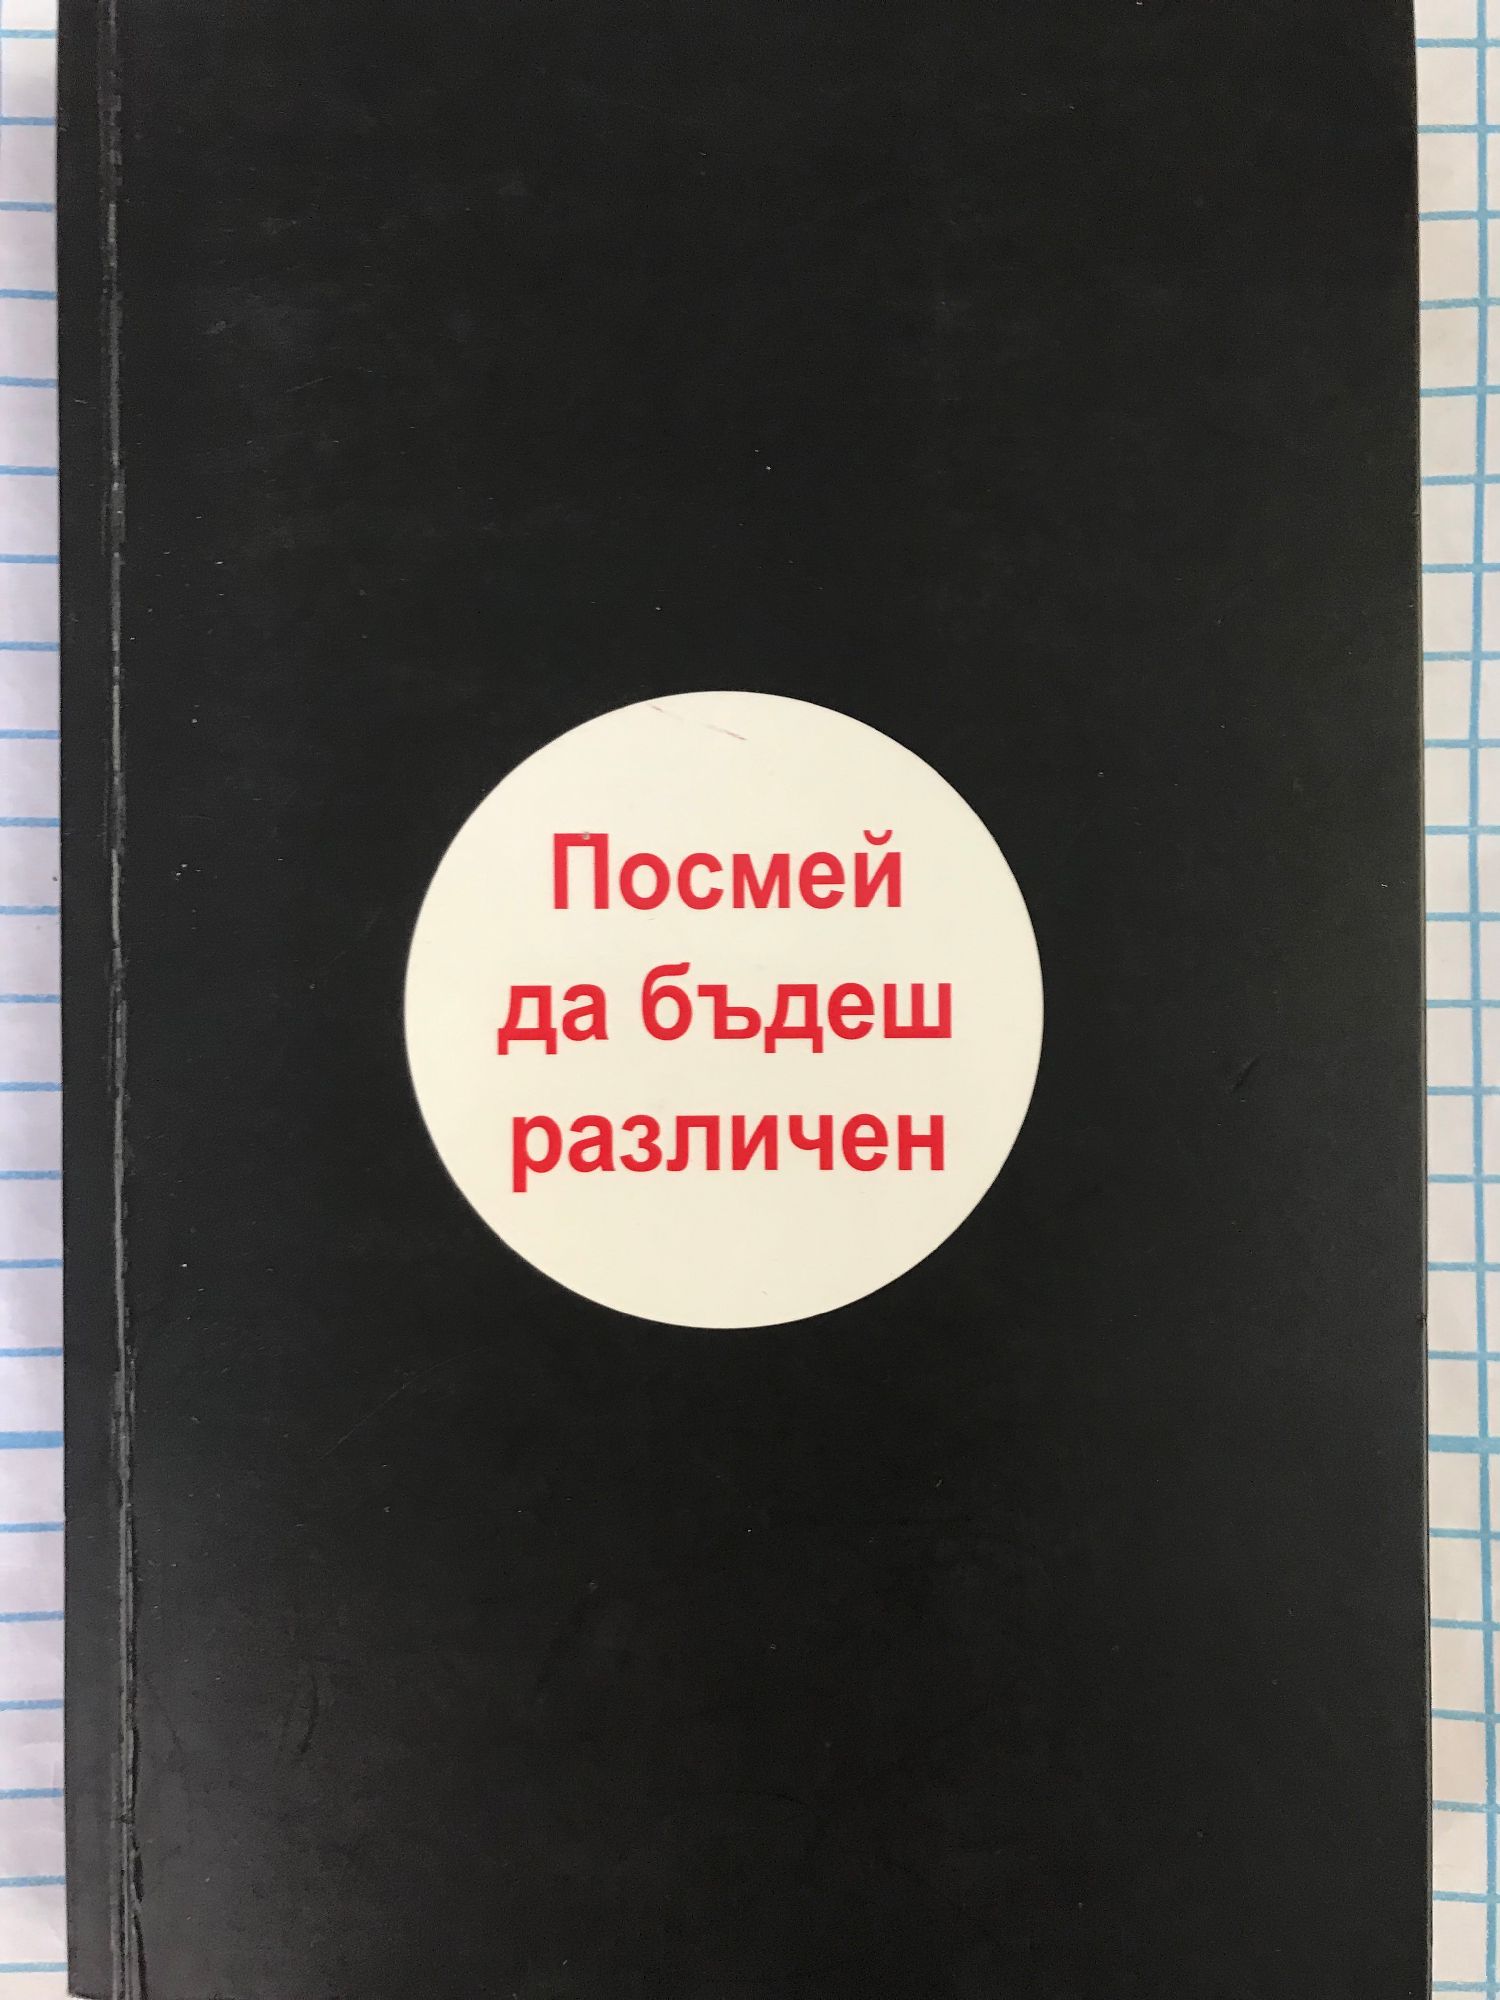 Посмей
да бъдеш
различен